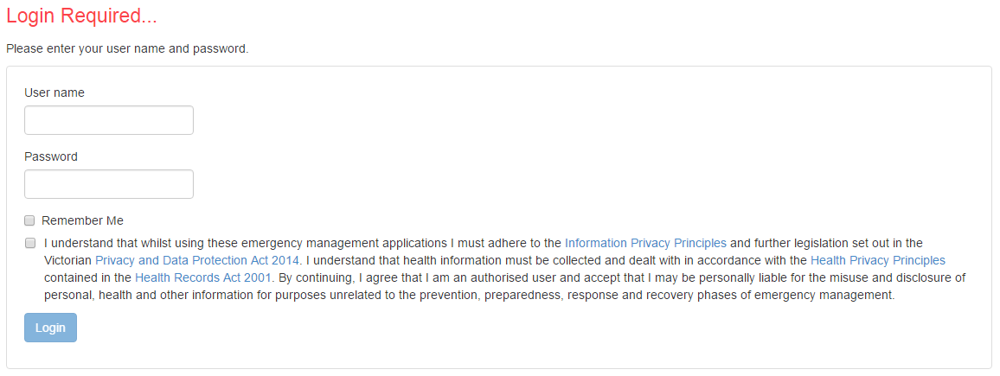 Login Required...
Please enter your user name and password.
User name
Password
Remember Me
I understand that whilst using these emergency management applications I must adhere to the Information Privacy Principles and further legislation set out in the
Victorian Privacy and Data Protection Act 2014. I understand that health information must be collected and dealt with in accordance with the Health Privacy Principles
contained in the Health Records Act 2001. By continuing, I agree that I am an authorised user and accept that I may be personally liable for the misuse and disclosure of
personal, health and other information for purposes unrelated to the prevention, preparedness, response and recovery phases of emergency management.
Login